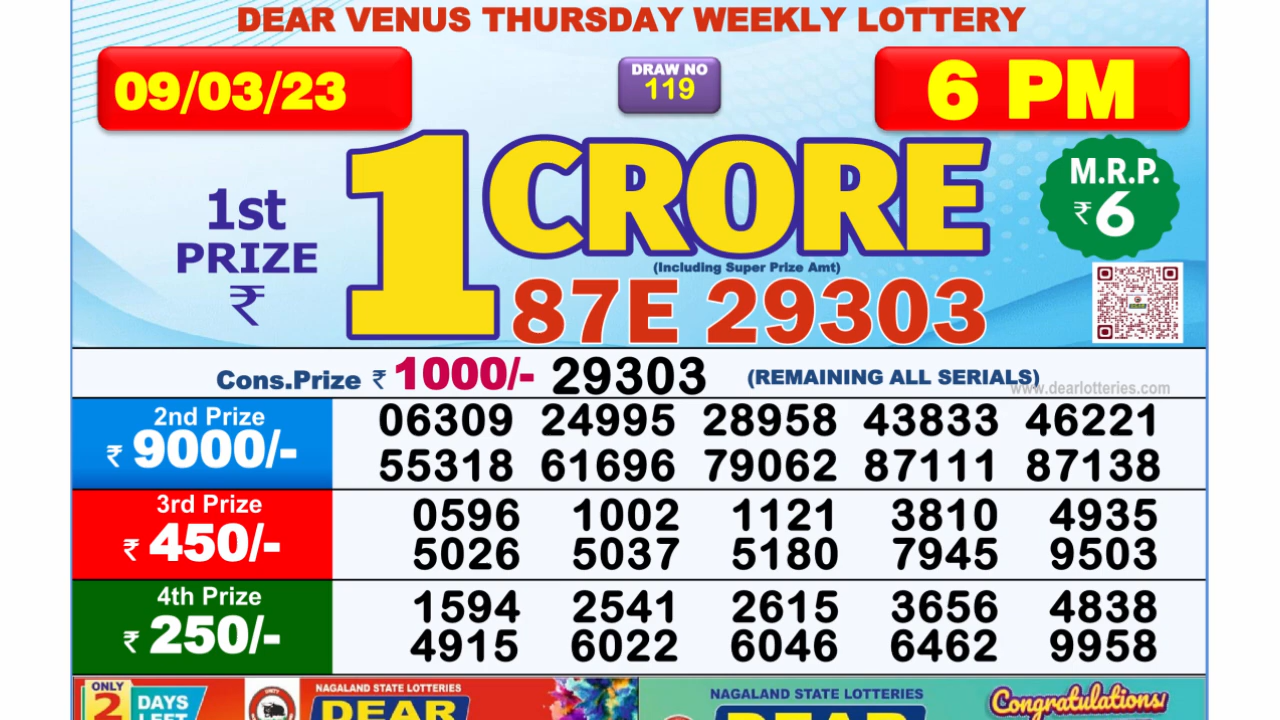 DEAR VENUS THURSDAY WEEKLY LOTTERY
09/03/23
DRAW NO
119
6 PM
1st
PRIZE
₹
1 CRORE
(Including Super Prize Amt)
87E 29303
M.R.P.
₹ 6
Cons.Prize ₹ 1000/- 29303 (REMAINING ALL SERIALS)
www.dearlotteries.com
2nd Prize
₹ 9000/-
06309 24995 28958 43833 46221
55318 61696 79062 87111 87138
3rd Prize
₹ 450/-
0596 1002 1121 3810 4935
5026 5037 5180 7945 9503
4th Prize
₹ 250/-
1594 2541 2615 3656 4838
4915 6022 6046 6462 9958
ONLY
2 DAYS
LEFT
NAGALAND STATE LOTTERIES
DEAR
NAGALAND STATE LOTTERIES
DEAR
Congratulations!